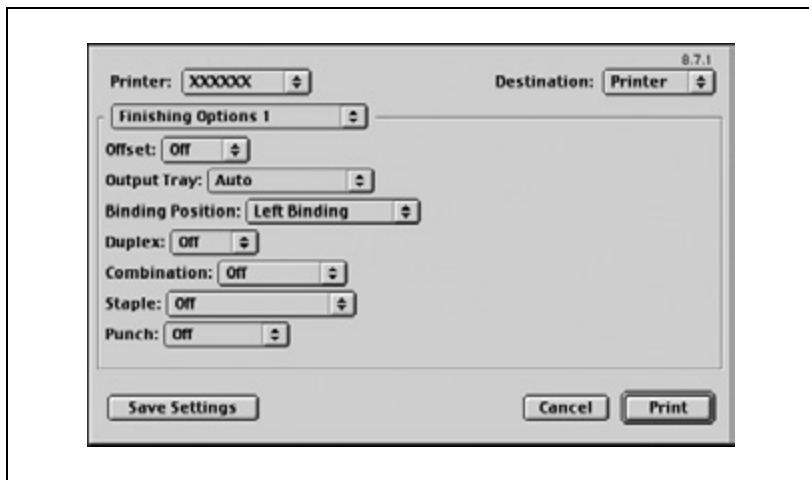 8.7.1
Printer: XXXXXX Destination: Printer
Finishing Options 1
Offset: Off
Output Tray: Auto
Binding Position: Left Binding
Duplex: Off
Combination: Off
Staple: Off
Punch: Off
Save Settings Cancel Print